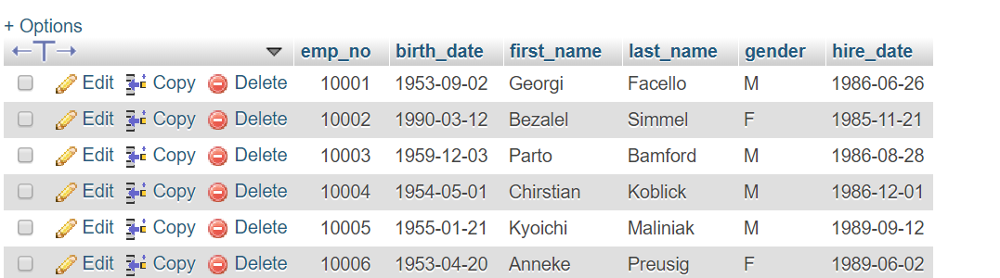 + Options
←T→ emp_no birth_date first_name last_name gender hire_date
Edit Copy Delete 10001 1953-09-02 Georgi Facello M 1986-06-26
Edit Copy Delete 10002 1990-03-12 Bezalel Simmel F 1985-11-21
Edit Copy Delete 10003 1959-12-03 Parto Bamford M 1986-08-28
Edit Copy Delete 10004 1954-05-01 Chirstian Koblick M 1986-12-01
Edit Copy Delete 10005 1955-01-21 Kyoichi Maliniak M 1989-09-12
Edit Copy Delete 10006 1953-04-20 Anneke Preusig F 1989-06-02